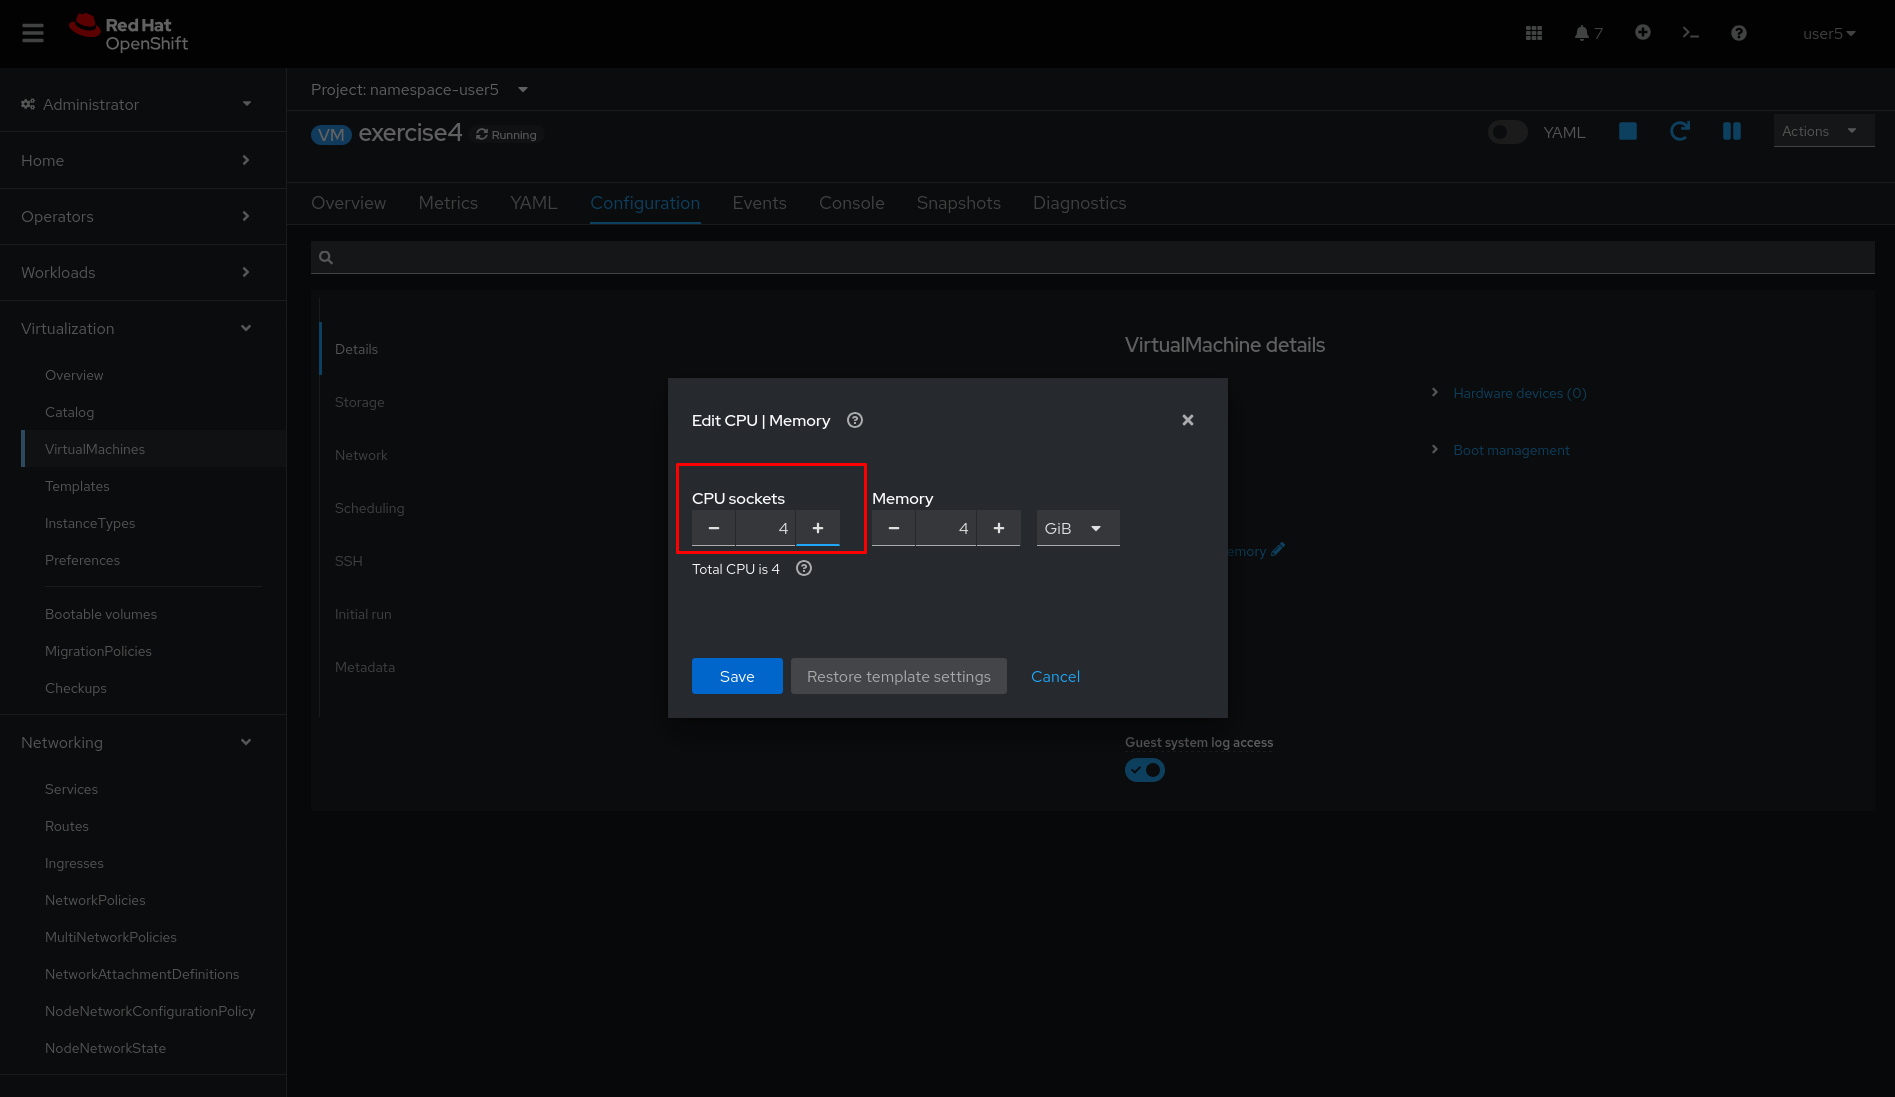 Red Hat
OpenShift
7
user5
Administrator
Home
Operators
Workloads
Virtualization
Overview
Catalog
VirtualMachines
Templates
InstanceTypes
Preferences
Bootable volumes
MigrationPolicies
Checkups
Networking
Services
Routes
Ingresses
NetworkPolicies
MultiNetworkPolicies
NetworkAttachmentDefinitions
NodeNetworkConfigurationPolicy
NodeNetworkState
Project: namespace-user5
VM exercise4 Running
YAML
Actions
Overview Metrics YAML Configuration Events Console Snapshots Diagnostics
Details
Storage
Network
Scheduling
SSH
Initial run
Metadata
VirtualMachine details
Hardware devices (0)
Boot management
emory
Guest system log access
Edit CPU | Memory
CPU sockets Memory
4 4 GiB
Total CPU is 4
Save Restore template settings Cancel